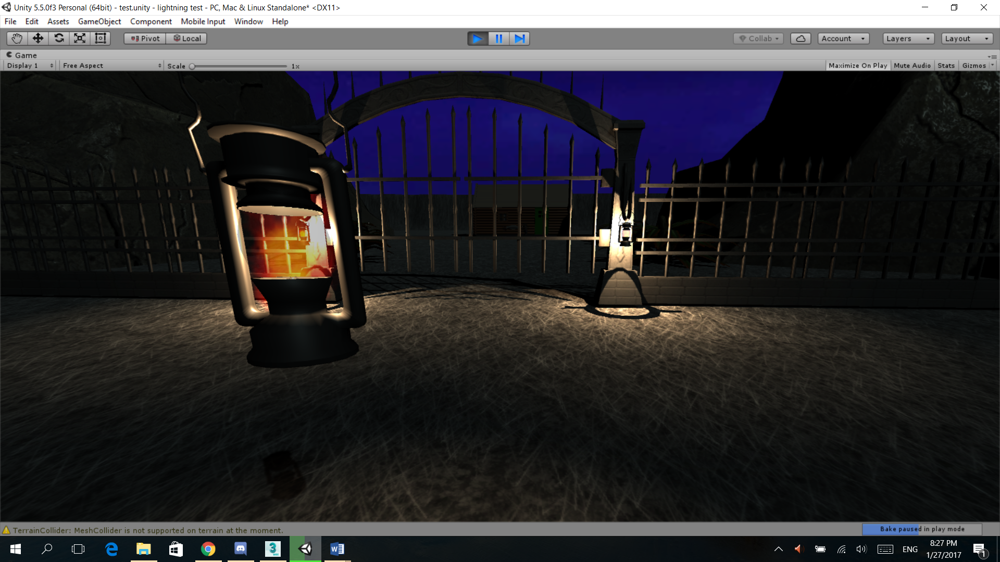 Unity 5.5.0f3 Personal (64bit) - test.unity - lightning test - PC, Mac & Linux Standalone* <DX11>
File Edit Assets GameObject Component Mobile Input Window Help
Pivot Local Collab Account Layers Layout
Game
Display 1 Free Aspect Scale 1x Maximize On Play Mute Audio Stats Gizmos
TerrainCollider: MeshCollider is not supported on terrain at the moment.
Bake paused in play mode
3
MAX
W
ENG
8:27 PM
1/27/2017
1